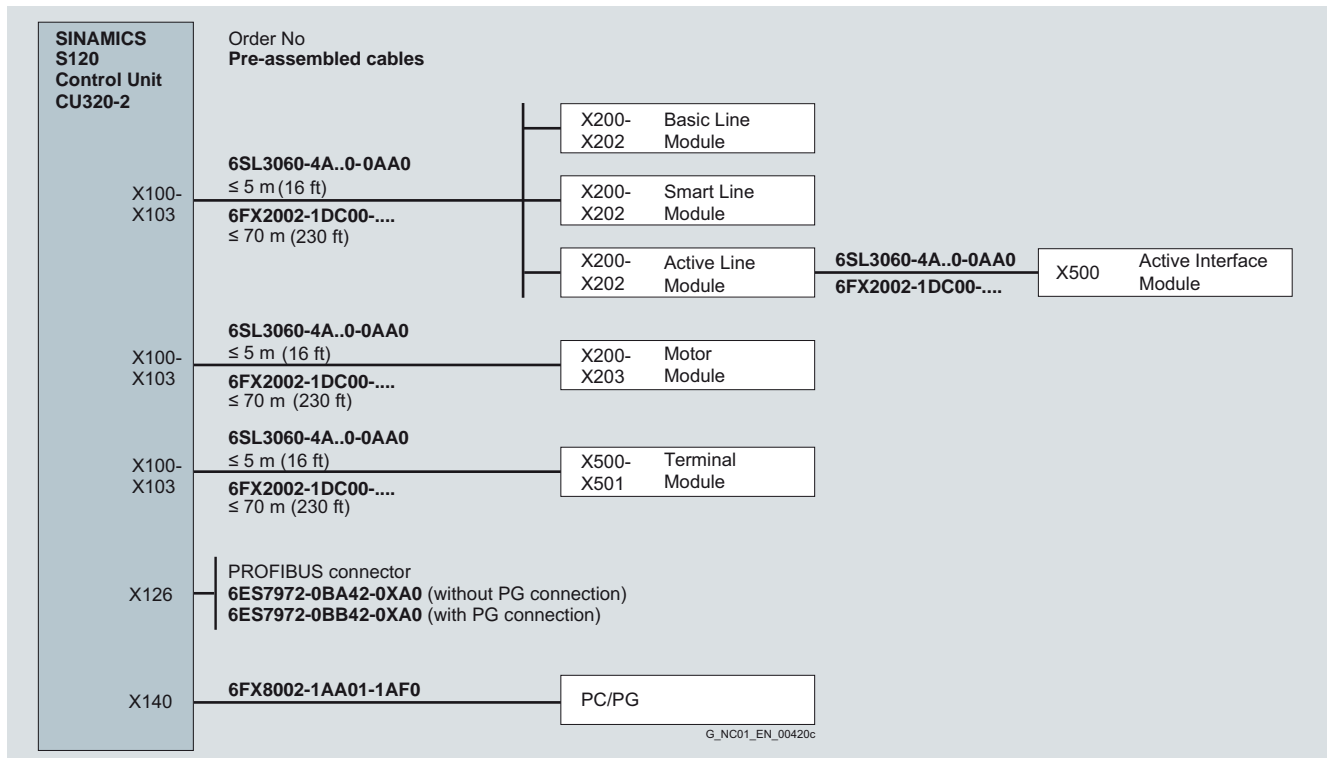 SINAMICS
S120
Control Unit
CU320-2
Order No
Pre-assembled cables
X100-
X103
6SL3060-4A..0-0AA0
≤ 5 m (16 ft)
6FX2002-1DC00-....
≤ 70 m (230 ft)
X200- Basic Line
X202 Module
X200- Smart Line
X202 Module
X200- Active Line
X202 Module
6SL3060-4A..0-0AA0
6FX2002-1DC00-....
X500 Active Interface
Module
X100-
X103
6SL3060-4A..0-0AA0
≤ 5 m (16 ft)
6FX2002-1DC00-....
≤ 70 m (230 ft)
X200- Motor
X203 Module
X100-
X103
6SL3060-4A..0-0AA0
≤ 5 m (16 ft)
6FX2002-1DC00-....
≤ 70 m (230 ft)
X500- Terminal
X501 Module
X126
PROFIBUS connector
6ES7972-0BA42-0XA0 (without PG connection)
6ES7972-0BB42-0XA0 (with PG connection)
X140
6FX8002-1AA01-1AF0
PC/PG
G_NC01_EN_00420c